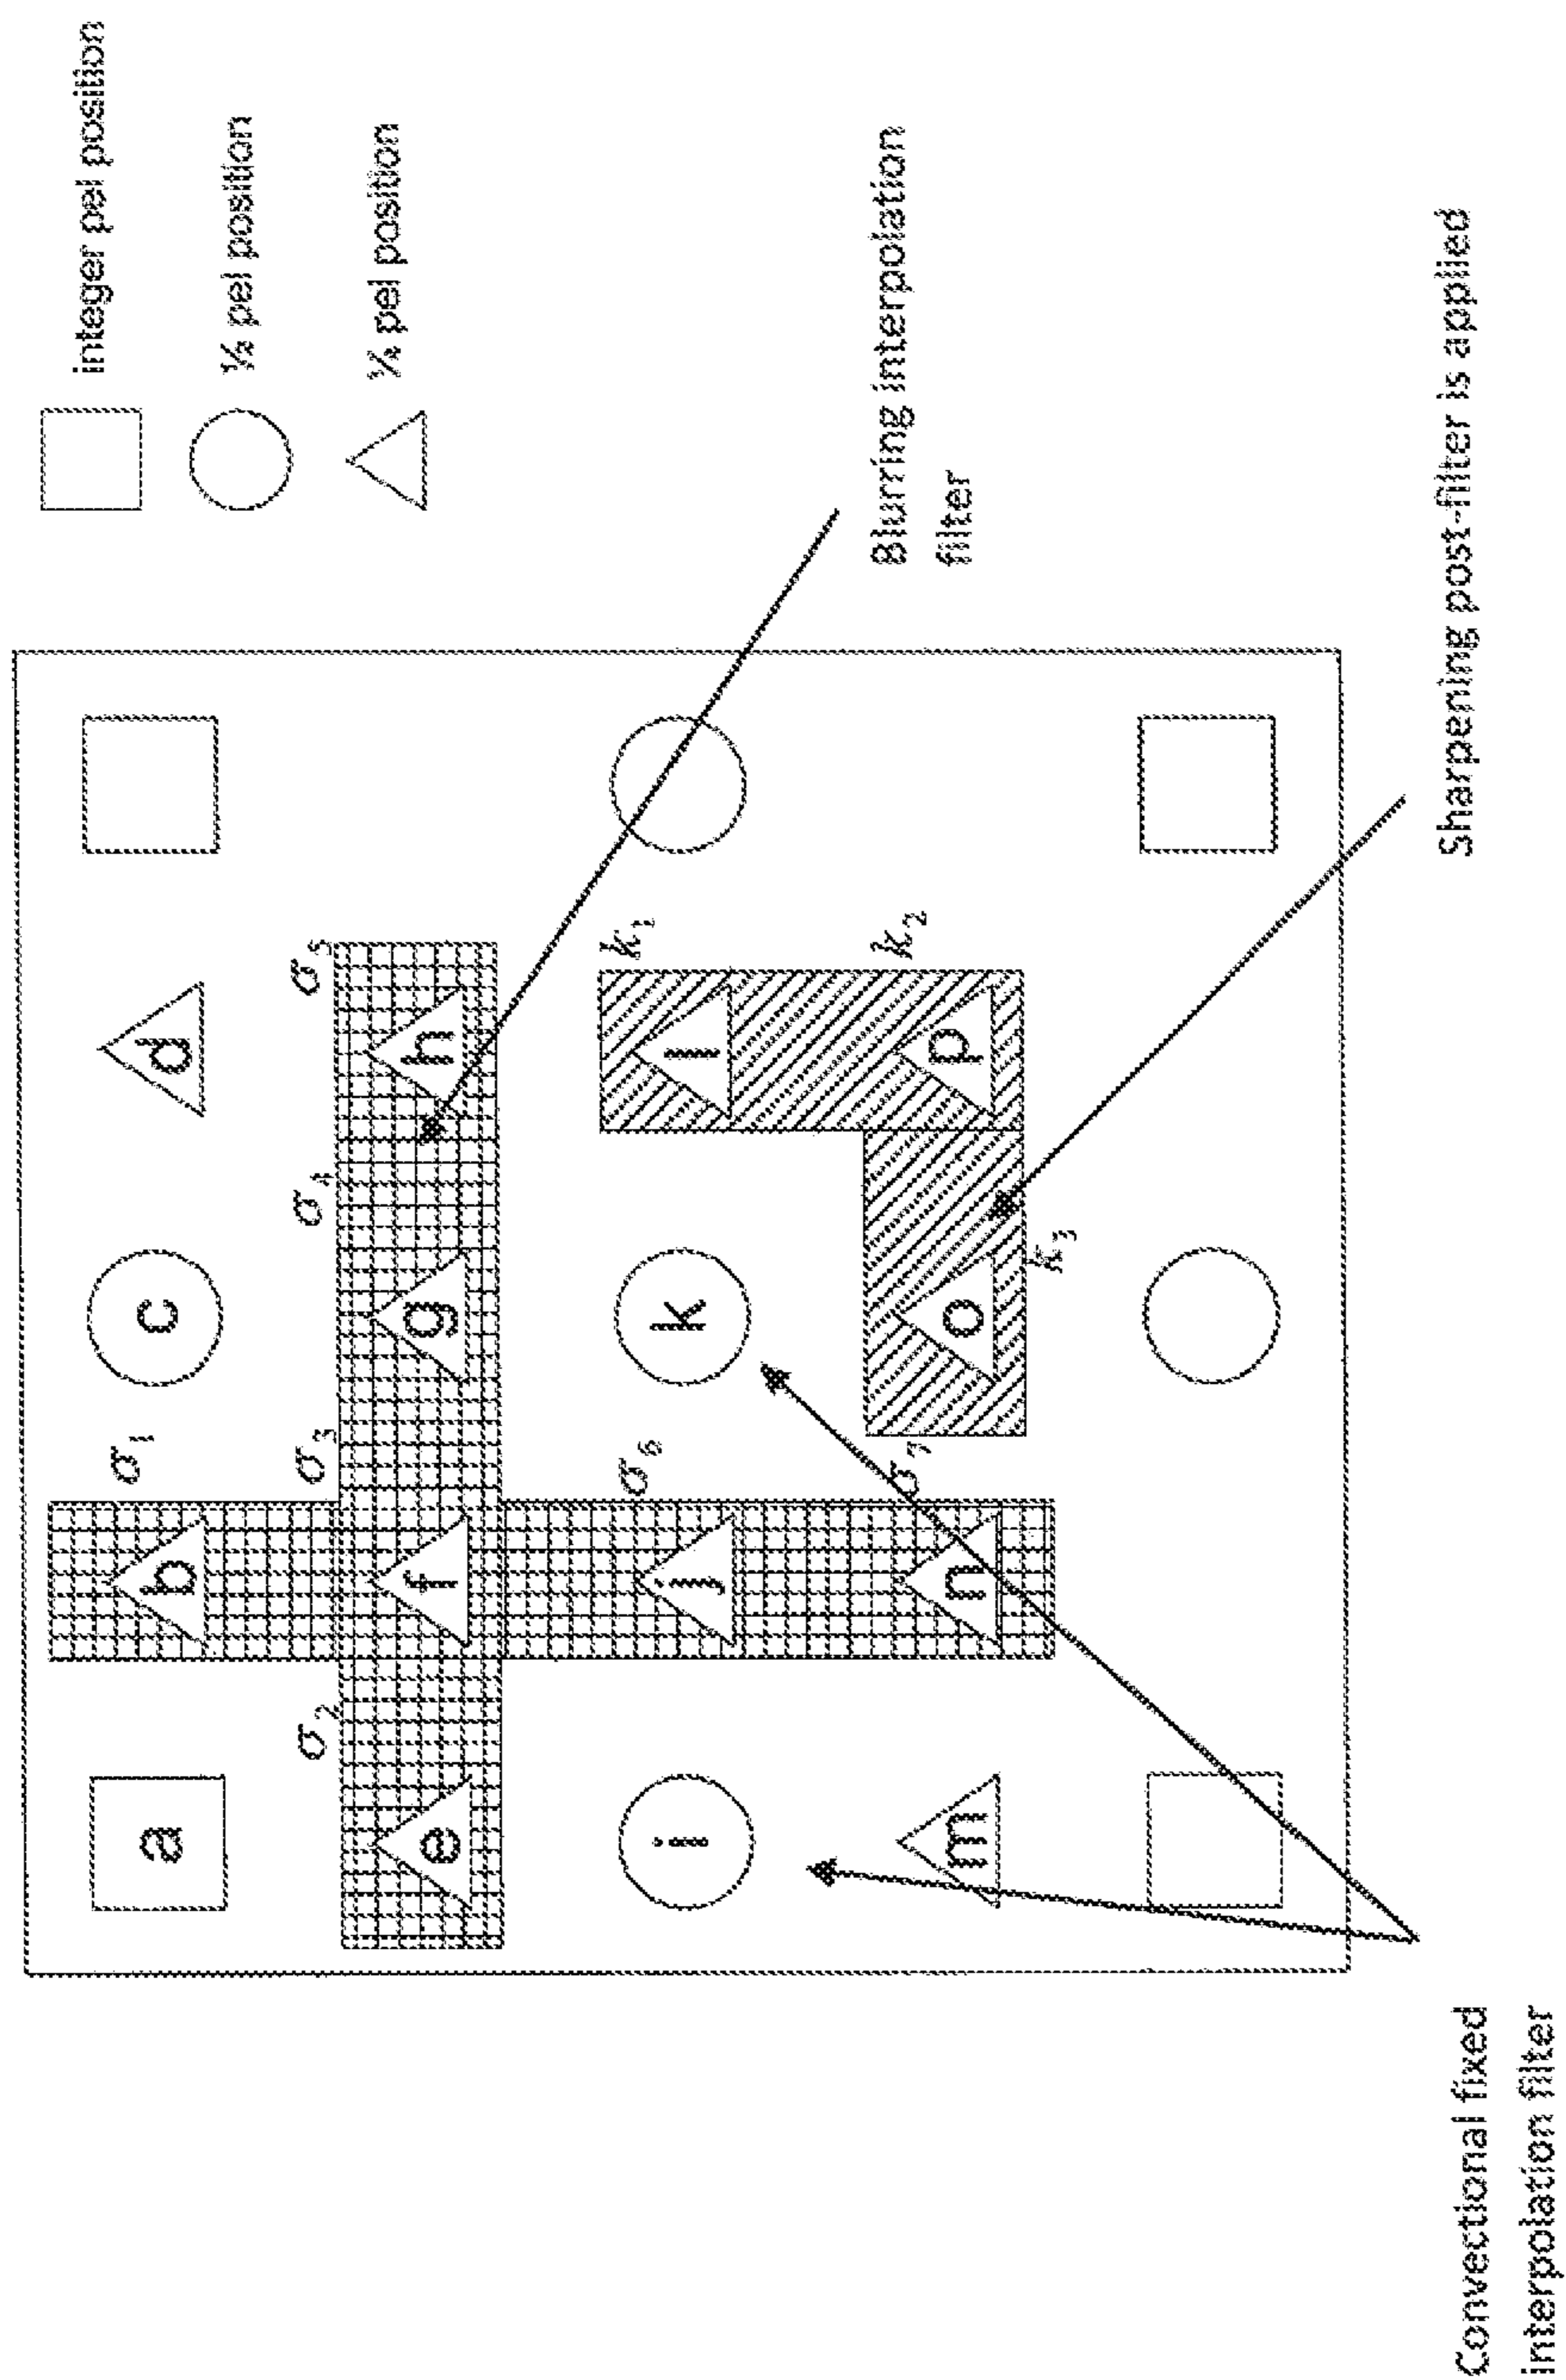 a b σ₁ c d
integer pel position
½ pel position
¼ pel position
σ₂ σ₃ σ₄ σ₅
e f g h
i j σ₆ k l k₁
m n σ₇ o p k₂
k₃
Blurring interpolation
filter
Sharpening post-filter is applied
Convectional fixed
interpolation filter